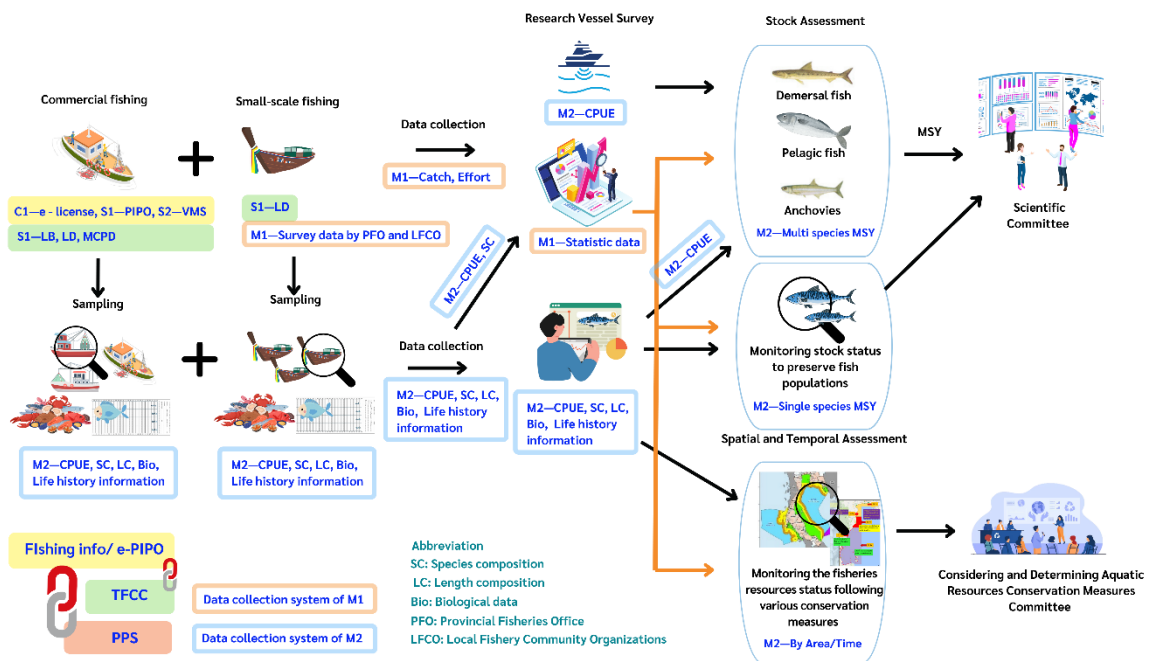 Research Vessel Survey
Stock Assessment
Commercial fishing
Small-scale fishing
Data collection
M2—CPUE
Demersal fish
MSY
M1—Catch, Effort
Pelagic fish
C1—e - license, S1—PIPO, S2—VMS
S1—LB, LD, MCPD
S1—LD
M1—Survey data by PFO and LFCO
M1—Statistic data
Anchovies
M2—Multi species MSY
Scientific
Committee
M2—CPUE, SC
M2—CPUE
Sampling
Sampling
Data collection
Monitoring stock status
to preserve fish
populations
M2—Single species MSY
M2—CPUE, SC, LC,
Bio, Life history
information
M2—CPUE, SC, LC,
Bio, Life history
information
Spatial and Temporal Assessment
M2—CPUE, SC, LC, Bio,
Life history information
M2—CPUE, SC, LC, Bio,
Life history information
FIshing info/ e-PIPO
TFCC
PPS
Data collection system of M1
Data collection system of M2
Abbreviation
SC: Species composition
LC: Length composition
Bio: Biological data
PFO: Provincial Fisheries Office
LFCO: Local Fishery Community Organizations
Monitoring the fisheries
resources status following
various conservation
measures
M2—By Area/Time
Considering and Determining Aquatic
Resources Conservation Measures
Committee